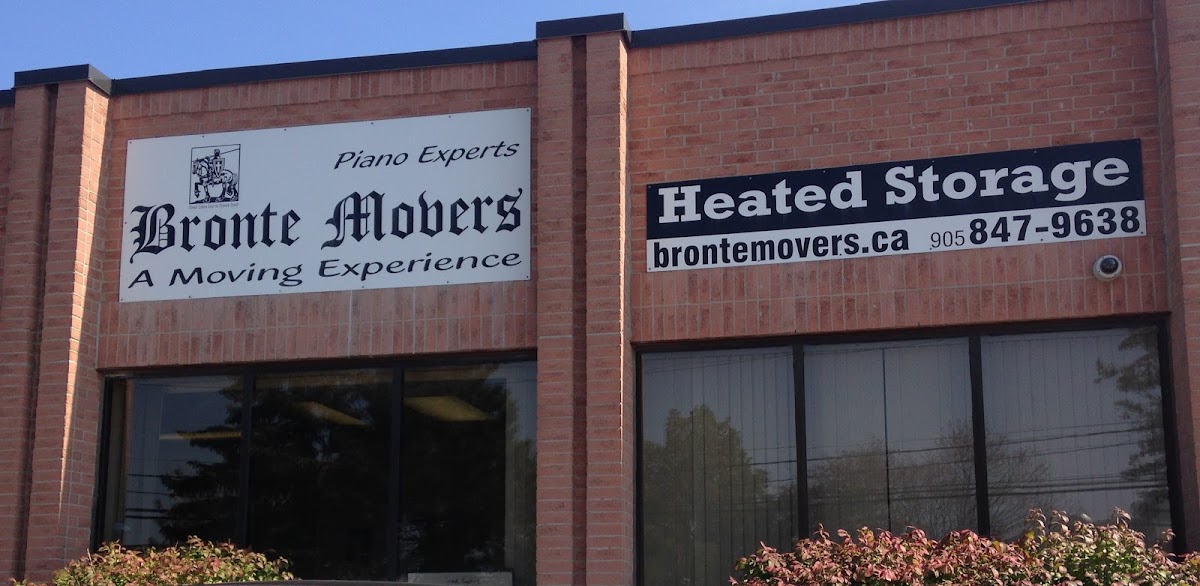 Piano Experts
Bronte Movers
A Moving Experience
Heated Storage
brontemovers.ca 905 847-9638